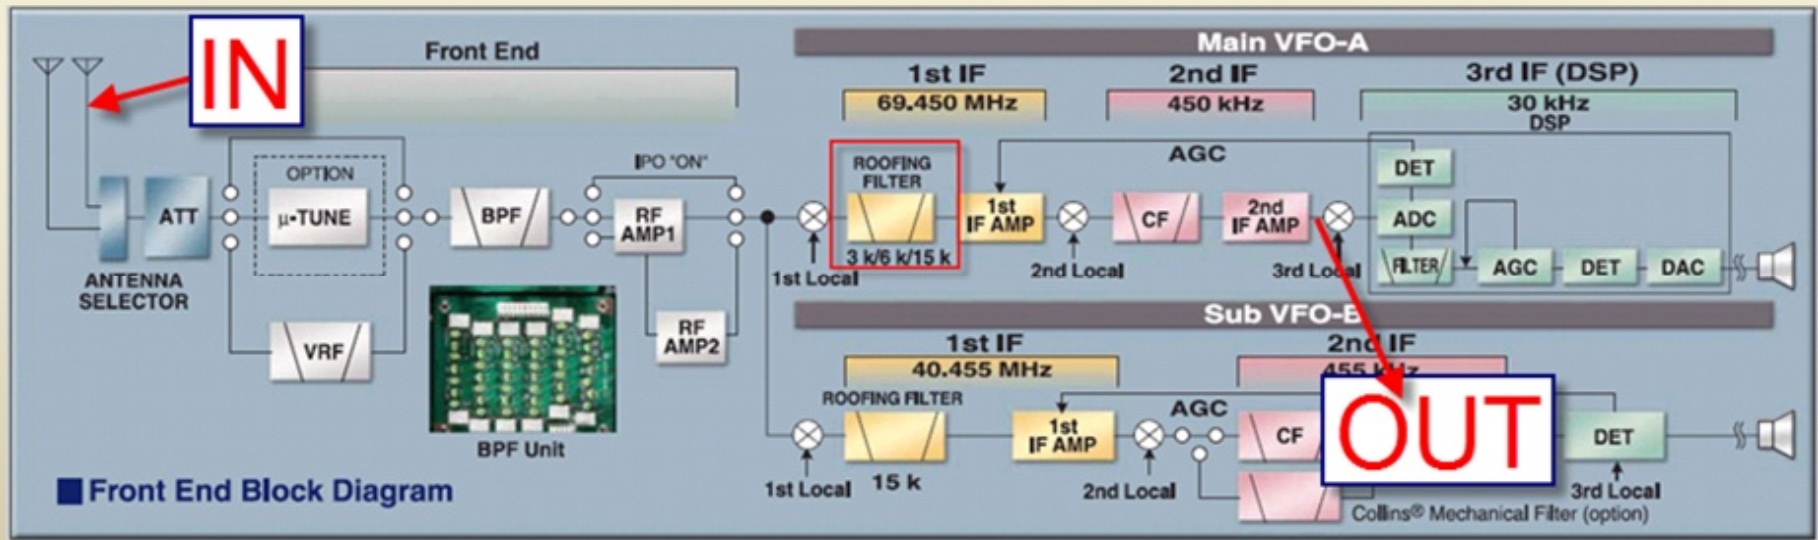 IN
Front End
Main VFO-A
1st IF
2nd IF
3rd IF (DSP)
69.450 MHz
450 kHz
30 kHz
DSP
OPTION
µ-TUNE
ATT
ANTENNA
SELECTOR
VRF
BPF
IPO "ON"
RF
AMP1
RF
AMP2
BPF Unit
ROOFING
FILTER
3 k/6 k/15 k
1st Local
1st
IF AMP
AGC
2nd Local
CF
2nd
IF AMP
3rd Local
DET
ADC
FILTER
AGC
DET
DAC
Sub VFO-B
1st IF
2nd IF
40.455 MHz
455 kHz
ROOFING FILTER
15 k
1st Local
1st
IF AMP
AGC
2nd Local
CF
OUT
DET
3rd Local
Collins® Mechanical Filter (option)
Front End Block Diagram